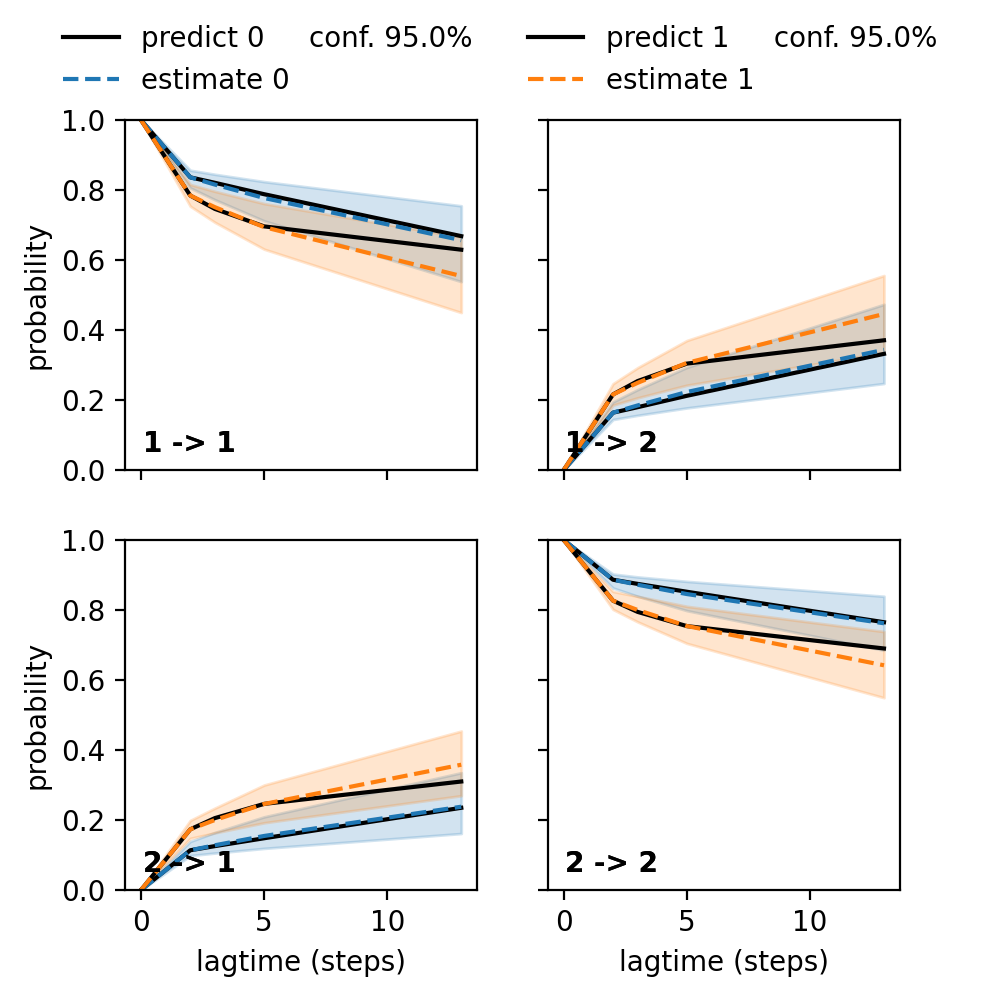 predict 0 conf. 95.0% predict 1 conf. 95.0%
estimate 0 estimate 1
1.0
0.8
0.6
0.4
0.2
0.0
probability
1 -> 1
1 -> 2
1.0
0.8
0.6
0.4
0.2
0.0
probability
2 -> 1
2 -> 2
0 5 10
0 5 10
lagtime (steps)
lagtime (steps)